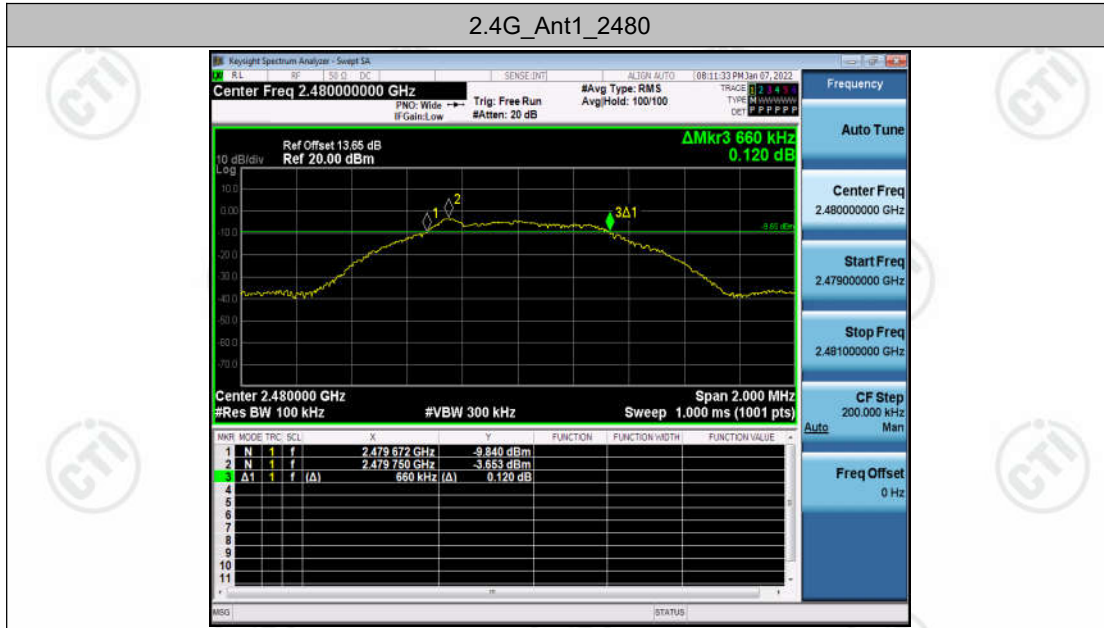 2.4G_Ant1_2480
Keysight Spectrum Analyzer - Swept SA
RL RF 50 Ω DC SENSE:INT ALIGN AUTO 08:11:33 PM Jan 07, 2022
Center Freq 2.480000000 GHz
PNO: Wide
IFGain:Low
Trig: Free Run
#Atten: 20 dB
#Avg Type: RMS
Avg|Hold: 100/100
TRACE 1 2 3 4 5 6
TYPE M W W W W W
DET P P P P P P
ΔMkr3 660 kHz
0.120 dB
Ref Offset 13.65 dB
10 dB/div Ref 20.00 dBm
Log
10.0
0.00
-10.0
-20.0
-30.0
-40.0
-50.0
-60.0
-70.0
1
2
3Δ1
-9.65 dBm
Center 2.480000 GHz Span 2.000 MHz
#Res BW 100 kHz #VBW 300 kHz Sweep 1.000 ms (1001 pts)
MKR MODE TRC SCL X Y FUNCTION FUNCTION WIDTH FUNCTION VALUE
1 N 1 f 2.479 672 GHz -9.840 dBm
2 N 1 f 2.479 750 GHz -3.653 dBm
3 Δ1 1 f (Δ) 660 kHz (Δ) 0.120 dB
4
5
6
7
8
9
10
11
MSG STATUS
Frequency
Auto Tune
Center Freq
2.480000000 GHz
Start Freq
2.479000000 GHz
Stop Freq
2.481000000 GHz
CF Step
200.000 kHz
Auto Man
Freq Offset
0 Hz
CTI
CTI
CTI
CTI